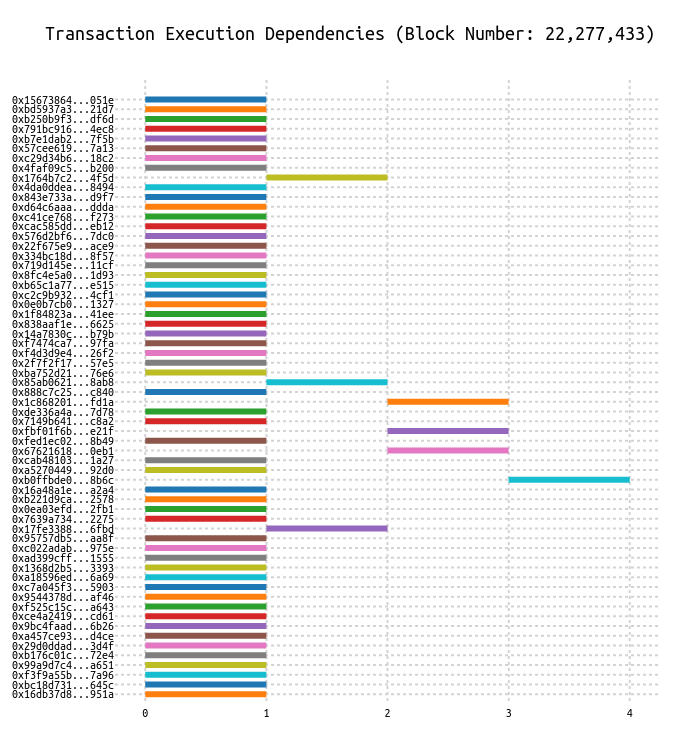 Transaction Execution Dependencies (Block Number: 22,277,433)
0x15673864...051e
0xbd5937a3...21d7
0xb250b9f3...df6d
0x791bc916...4ec8
0xb7e1dab2...7f5b
0x57cee619...7a13
0xc29d34b6...18c2
0x4faf09c5...b200
0x1764b7c2...4f5d
0x4da0ddea...8494
0x843e733a...d9f7
0xd64c6aaa...ddda
0xc41ce768...f273
0xcac585dd...eb12
0x576d2bf6...7dc0
0x22f675e9...ace9
0x334bc18d...8f57
0x719d145e...11cf
0x8fc4e5a0...1d93
0xb65c1a77...e515
0xc2c9b932...4cf1
0x0e0b7cb0...1327
0x1f84823a...41ee
0x838aaf1e...6625
0x14a7830c...b79b
0xf7474ca7...97fa
0xf4d3d9e4...26f2
0x2f7f2f17...57e5
0xba752d21...76e6
0x85ab0621...8ab8
0x888c7c25...c840
0x1c868201...fd1a
0xde336a4a...7d78
0x7149b641...c8a2
0xfbf01f6b...e21f
0xfed1ec02...8b49
0x67621618...0eb1
0xcab48103...1a27
0xa5270449...92d0
0xb0ffbde0...8b6c
0x16a48a1e...a2a4
0xb221d9ca...2578
0x0ea03efd...2fb1
0x7639a734...2275
0x17fe3388...6fbd
0x95757db5...aa8f
0xc022adab...975e
0xad399cff...1555
0x1368d2b5...3393
0xa18596ed...6a69
0xc7a045f3...5903
0x9544378d...af46
0xf525c15c...a643
0xce4a2419...cd61
0x9bc4faad...6b26
0xa457ce93...d4ce
0x29d0ddad...3d4f
0xb176c01c...72e4
0x99a9d7c4...a651
0xf3f9a55b...7a96
0xbc18d731...645c
0x16db37d8...951a
0 1 2 3 4